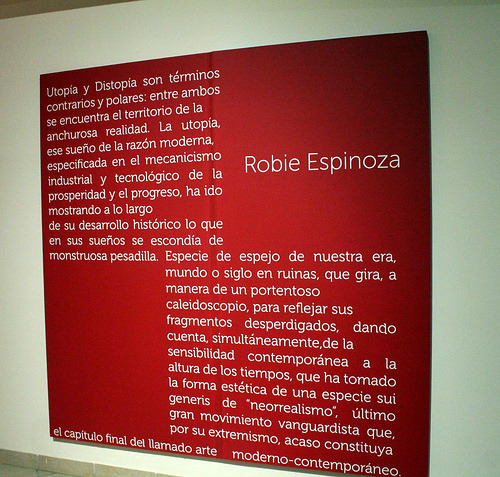 Utopía y Distopía son términos
contrarios y polares: entre ambos
se encuentra el territorio de la
anchurosa realidad. La utopía,
ese sueño de la razón moderna,
especificada en el mecanicismo
industrial y tecnológico de la
prosperidad y el progreso, ha ido
mostrando a lo largo
de su desarrollo histórico lo que
en sus sueños se escondía de
monstruosa pesadilla. Especie de espejo de nuestra era,
mundo o siglo en ruinas, que gira, a
manera de un portentoso
caleidoscopio, para reflejar sus
fragmentos desperdigados, dando
cuenta, simultáneamente,de la
sensibilidad contemporánea a la
altura de los tiempos, que ha tomado
la forma estética de una especie sui
generis de "neorrealismo", último
gran movimiento vanguardista que,
por su extremismo, acaso constituya
el capítulo final del llamado arte moderno-contemporáneo.
Robie Espinoza